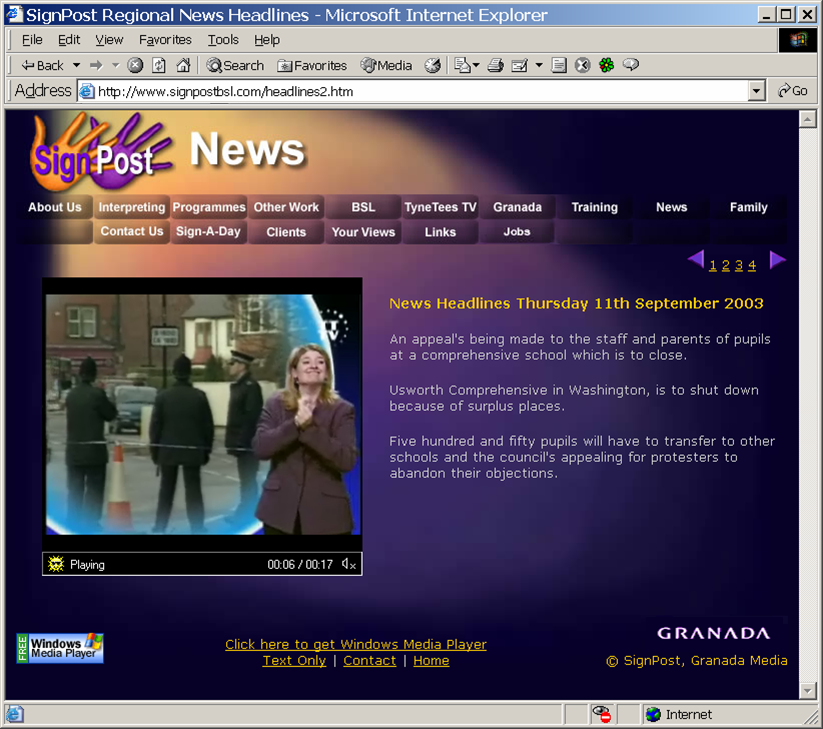 SignPost Regional News Headlines - Microsoft Internet Explorer
File Edit View Favorites Tools Help
Back Search Favorites Media
Address http://www.signpostbsl.com/headlines2.htm Go
SignPost News
About Us Interpreting Programmes Other Work BSL TyneTees TV Granada Training News Family
Contact Us Sign-A-Day Clients Your Views Links Jobs
1 2 3 4
News Headlines Thursday 11th September 2003
An appeal's being made to the staff and parents of pupils
at a comprehensive school which is to close.
Usworth Comprehensive in Washington, is to shut down
because of surplus places.
Five hundred and fifty pupils will have to transfer to other
schools and the council's appealing for protesters to
abandon their objections.
Playing 00:06 / 00:17
FREE Windows
Media Player
Click here to get Windows Media Player
Text Only | Contact | Home
GRANADA
© SignPost, Granada Media
Internet